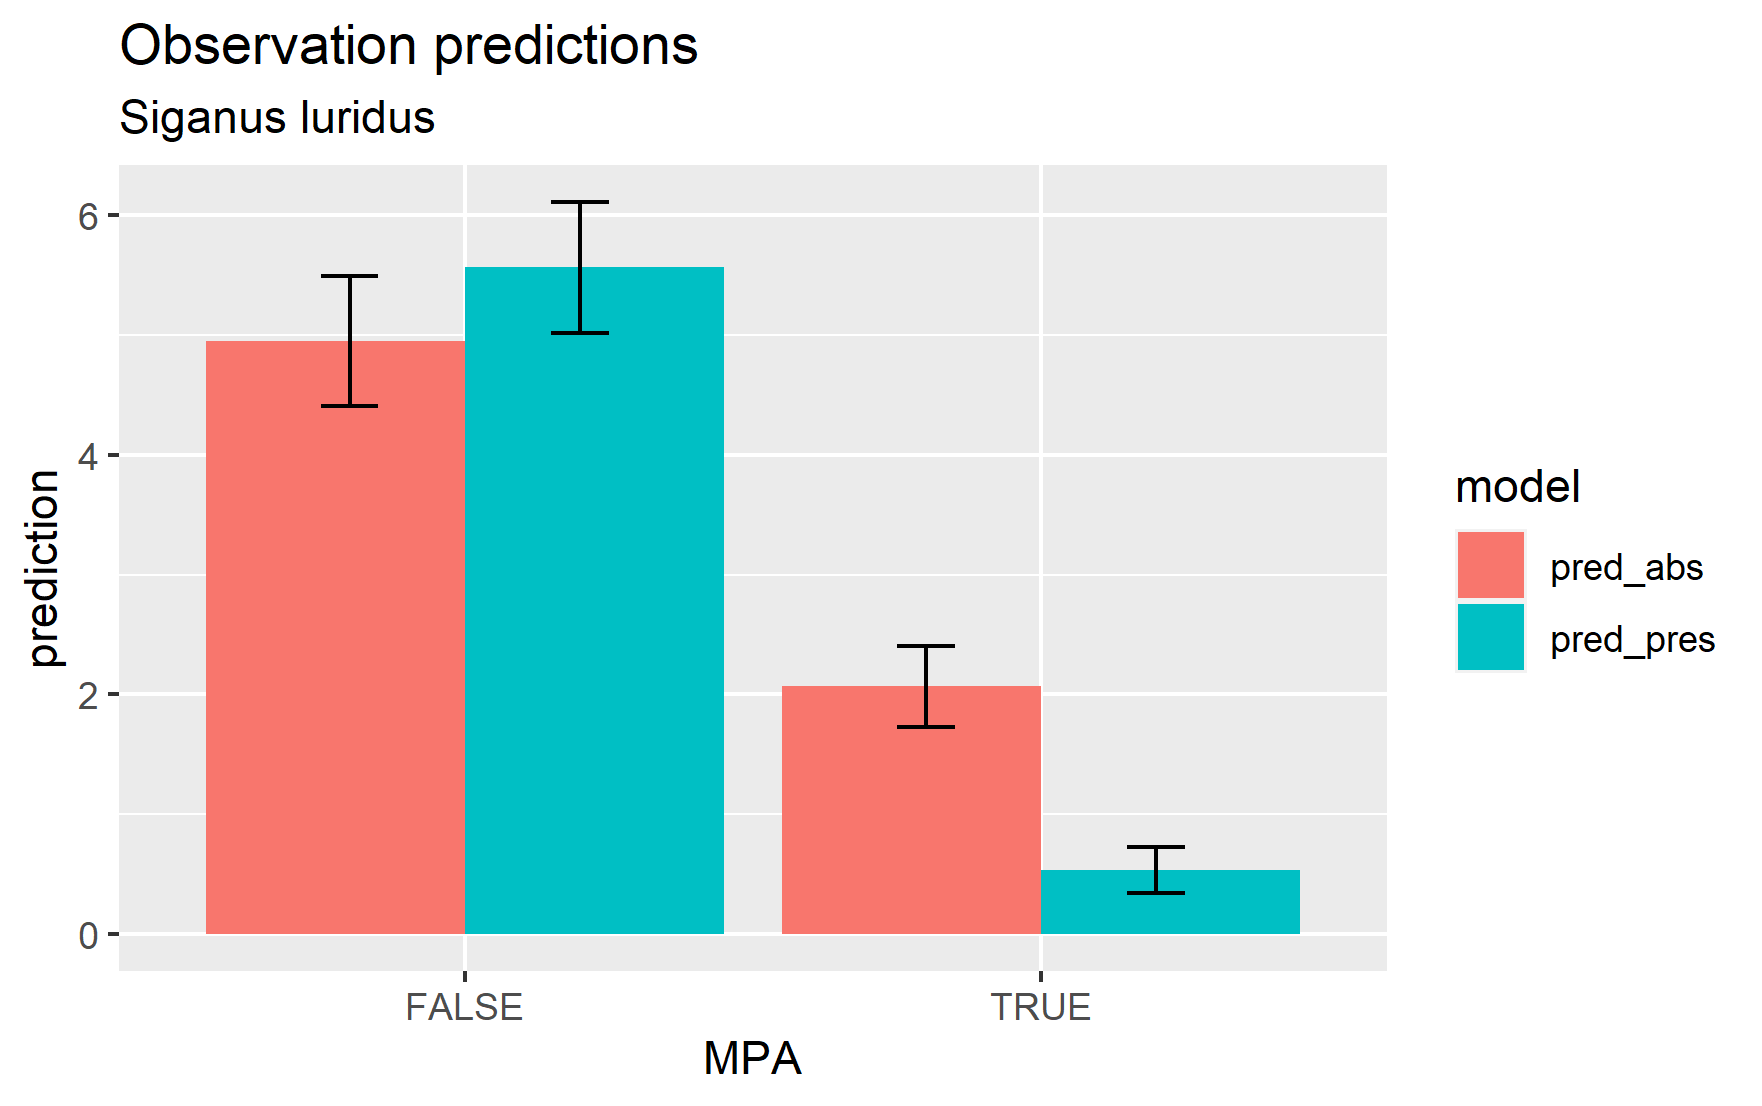 Observation predictions
Siganus luridus
prediction
6
4
2
0
FALSE
TRUE
MPA
model
pred_abs
pred_pres